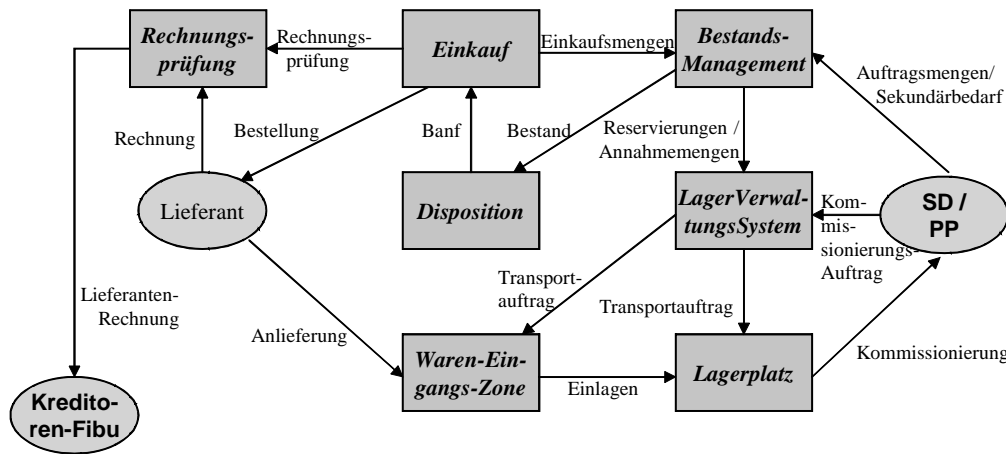 Rechnungs-
prüfung
Rechnungs-
prüfung
Einkauf
Einkaufsmengen
Bestands-
Management
Auftragsmengen/
Sekundärbedarf
Rechnung
Bestellung
Banf
Bestand
Reservierungen /
Annahmemengen
Lieferant
Disposition
LagerVerwal-
tungsSystem
Kom-
mis-
sionierungs-
Auftrag
SD /
PP
Lieferanten-
Rechnung
Anlieferung
Transport-
auftrag
Transportauftrag
Kommissionierung
Kredito-
ren-Fibu
Waren-Ein-
gangs-Zone
Einlagen
Lagerplatz